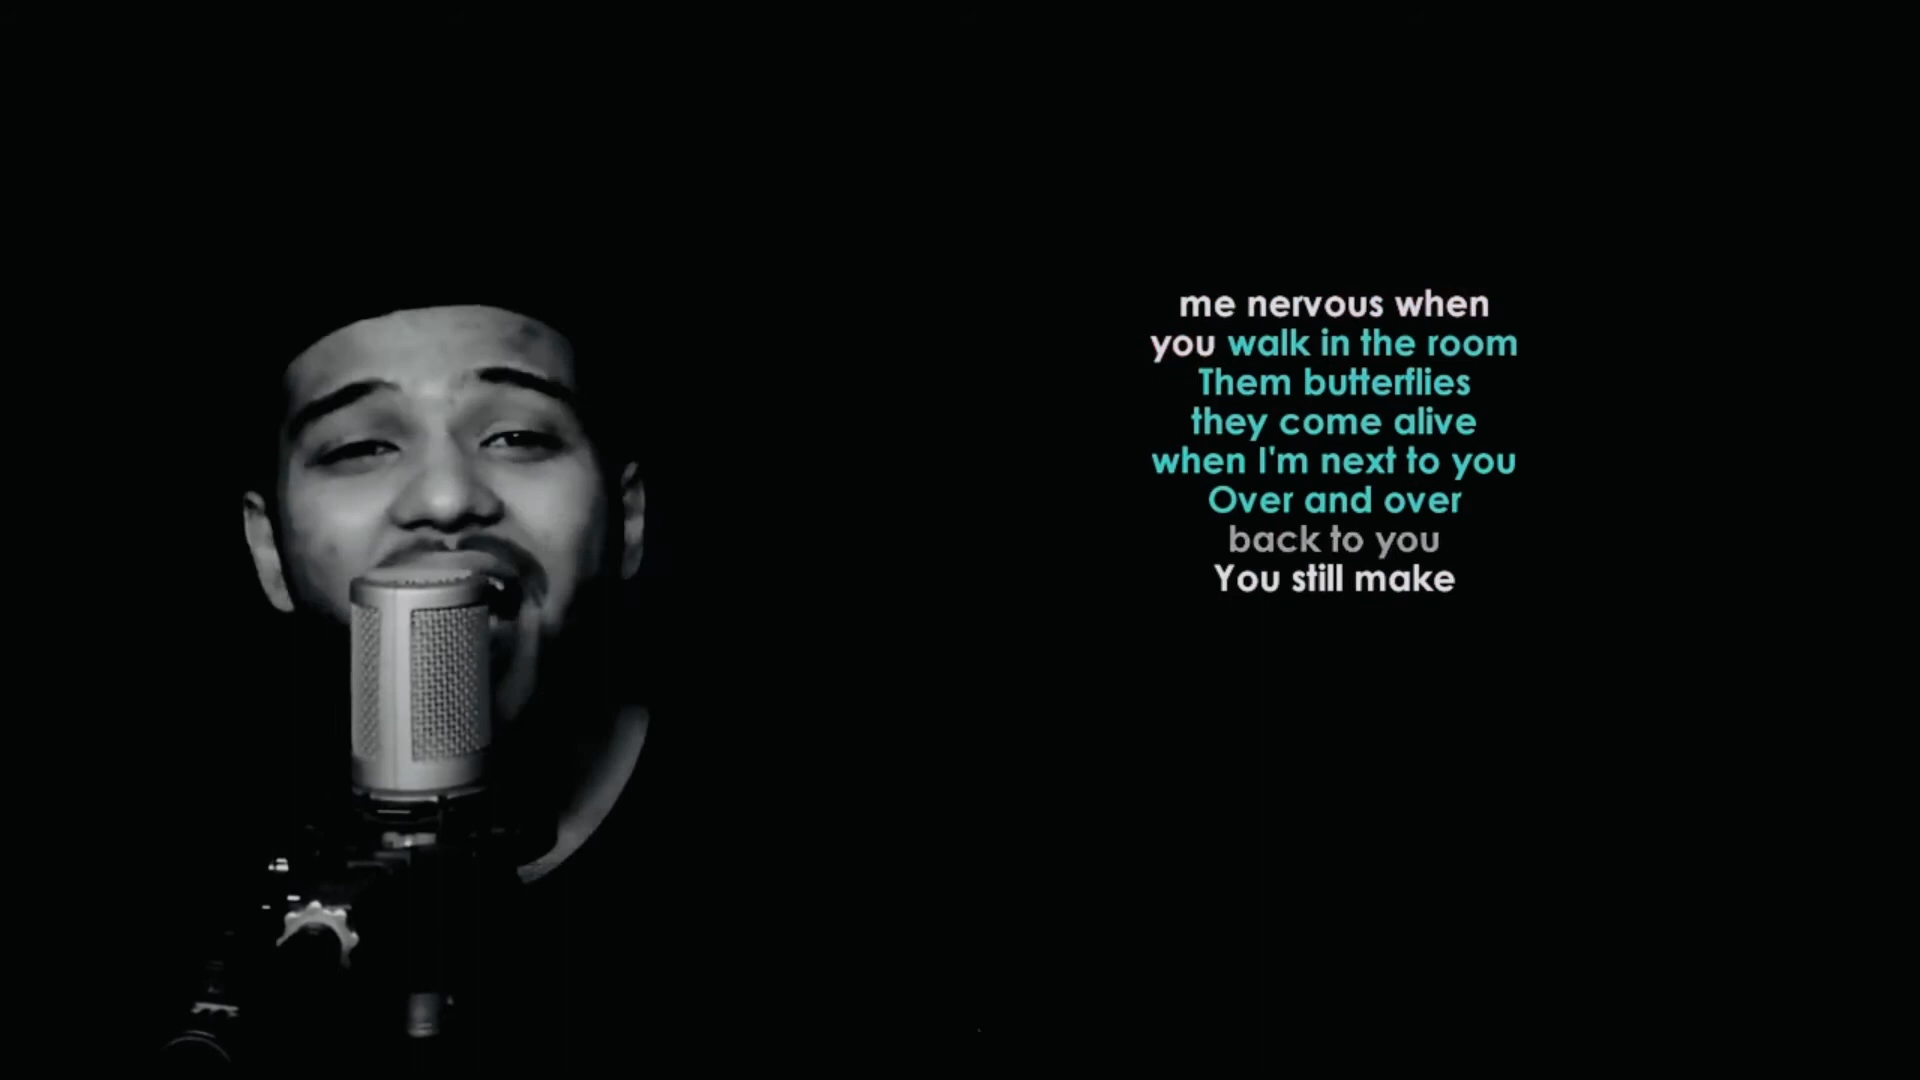 me nervous when
you walk in the room
Them butterflies
they come alive
when I'm next to you
Over and over
back to you
You still make